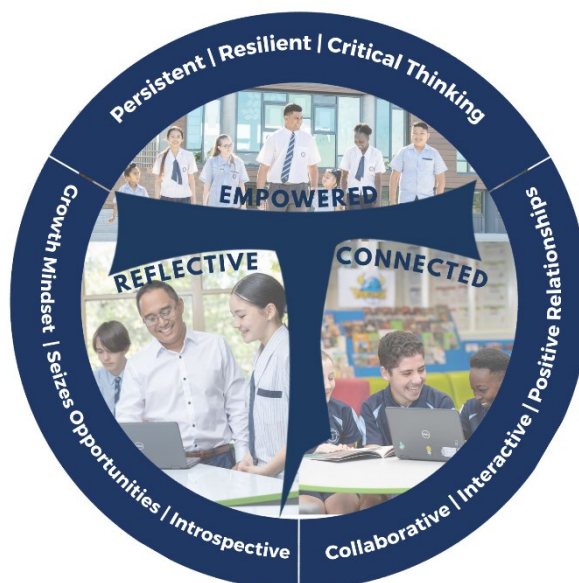 Persistent | Resilient | Critical Thinking
EMPOWERED
REFLECTIVE
CONNECTED
Growth Mindset | Seizes Opportunities | Introspective
Collaborative | Interactive | Positive Relationships